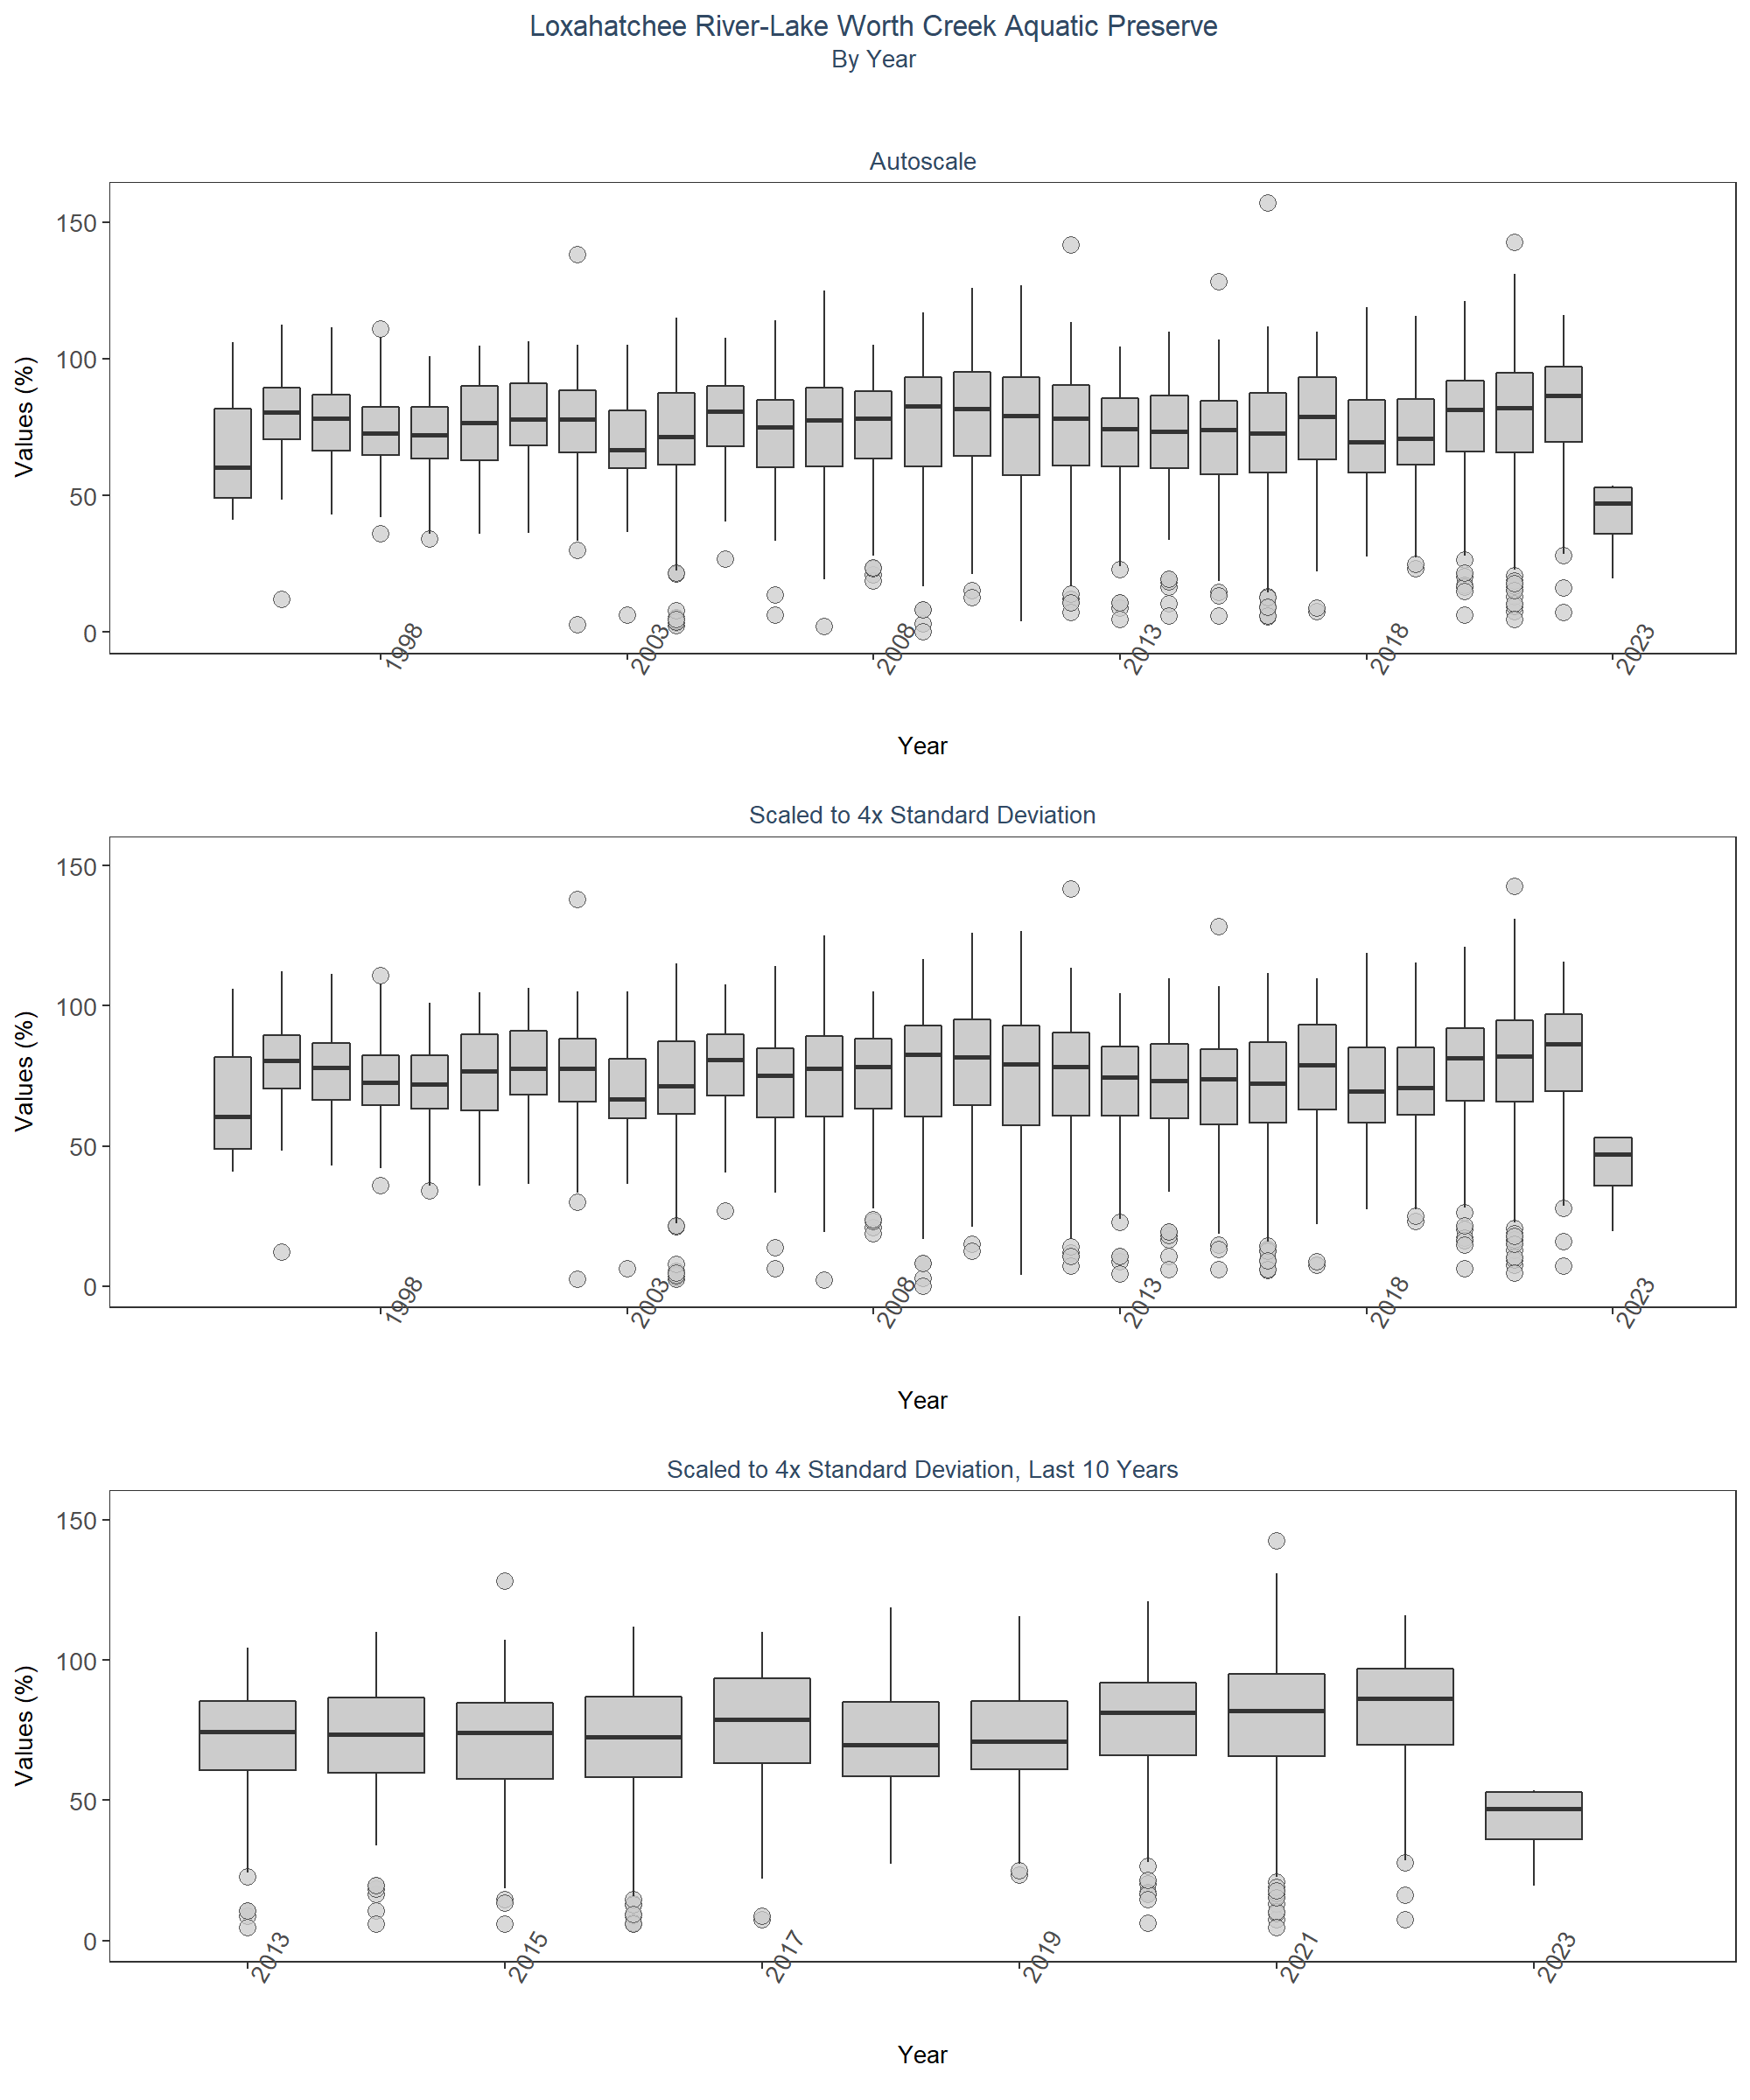 Loxahatchee River-Lake Worth Creek Aquatic Preserve
By Year
Autoscale
Values (%)
150
100
50
0
1998
2003
2008
2013
2018
2023
Year
Scaled to 4x Standard Deviation
Values (%)
150
100
50
0
1998
2003
2008
2013
2018
2023
Year
Scaled to 4x Standard Deviation, Last 10 Years
Values (%)
150
100
50
0
2013
2015
2017
2019
2021
2023
Year